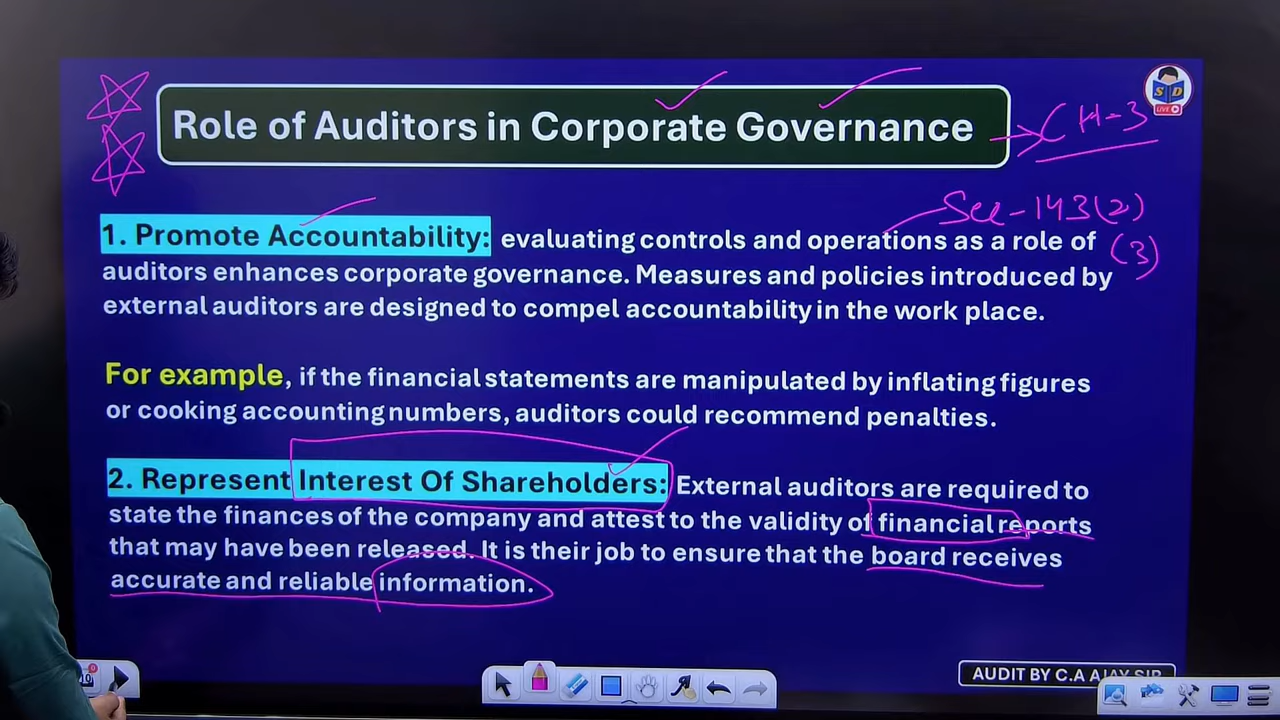 Role of Auditors in Corporate Governance
CH-3
S D
LIVE
Sec-143(2)
(3)
1. Promote Accountability: evaluating controls and operations as a role of
auditors enhances corporate governance. Measures and policies introduced by
external auditors are designed to compel accountability in the work place.
For example, if the financial statements are manipulated by inflating figures
or cooking accounting numbers, auditors could recommend penalties.
2. Represent Interest Of Shareholders: External auditors are required to
state the finances of the company and attest to the validity of financial reports
that may have been released. It is their job to ensure that the board receives
accurate and reliable information.
AUDIT BY C.A AJAY SIR